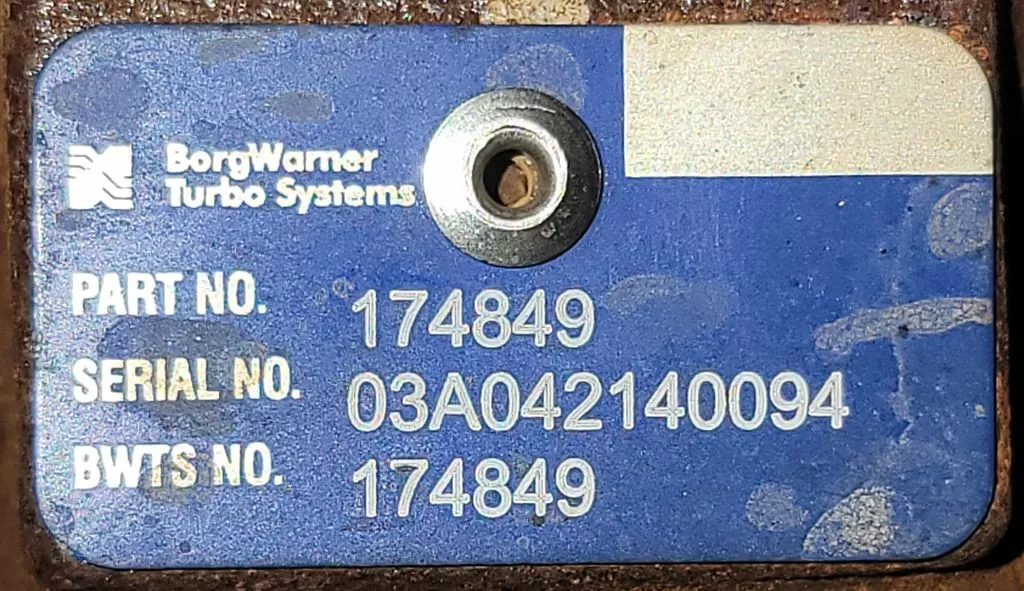 BorgWarner
Turbo Systems
PART NO. 174849
SERIAL NO. 03A042140094
BWTS NO. 174849